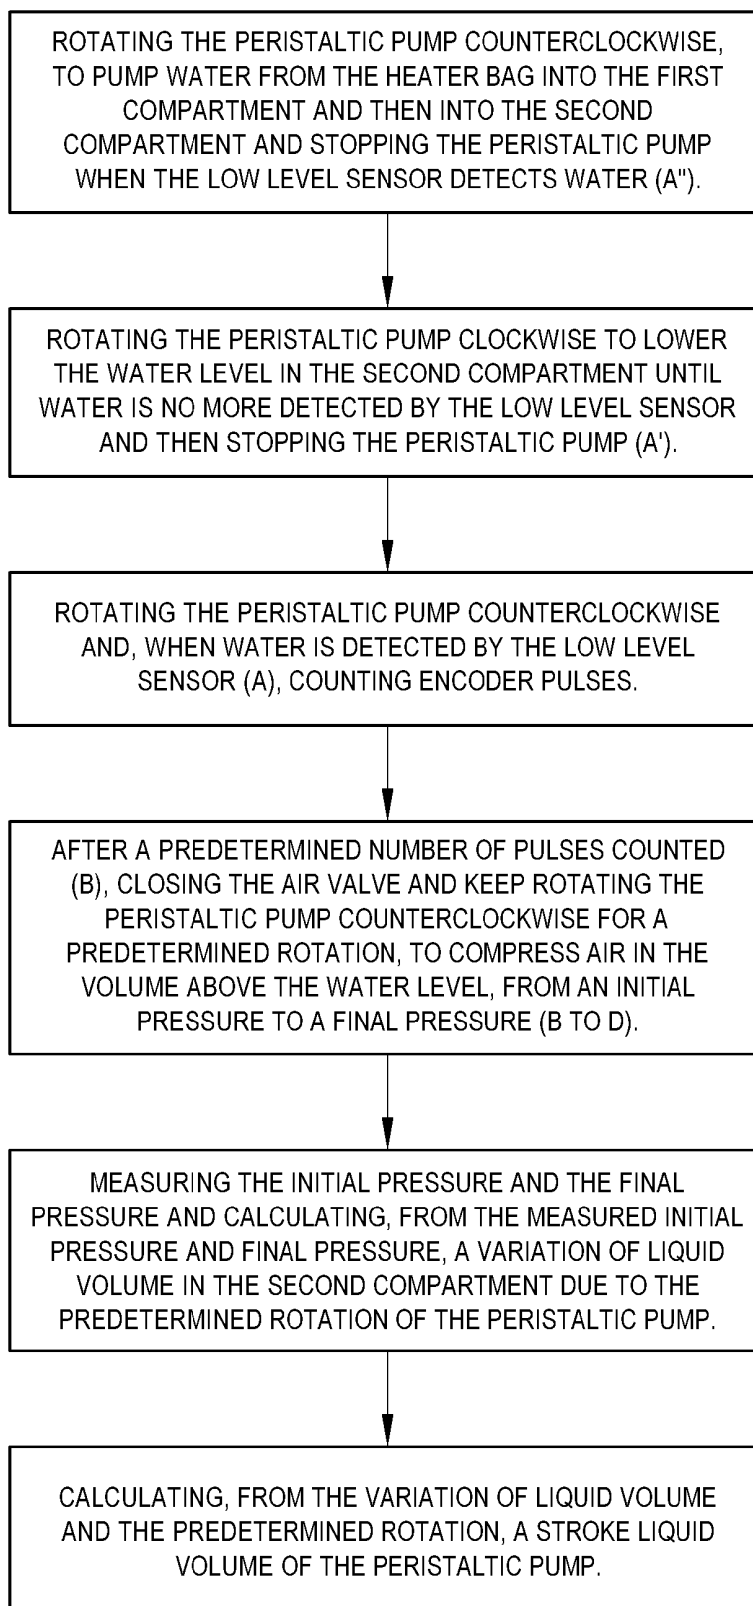 ROTATING THE PERISTALTIC PUMP COUNTERCLOCKWISE,
TO PUMP WATER FROM THE HEATER BAG INTO THE FIRST
COMPARTMENT AND THEN INTO THE SECOND
COMPARTMENT AND STOPPING THE PERISTALTIC PUMP
WHEN THE LOW LEVEL SENSOR DETECTS WATER (A").
ROTATING THE PERISTALTIC PUMP CLOCKWISE TO LOWER
THE WATER LEVEL IN THE SECOND COMPARTMENT UNTIL
WATER IS NO MORE DETECTED BY THE LOW LEVEL SENSOR
AND THEN STOPPING THE PERISTALTIC PUMP (A').
ROTATING THE PERISTALTIC PUMP COUNTERCLOCKWISE
AND, WHEN WATER IS DETECTED BY THE LOW LEVEL
SENSOR (A), COUNTING ENCODER PULSES.
AFTER A PREDETERMINED NUMBER OF PULSES COUNTED
(B), CLOSING THE AIR VALVE AND KEEP ROTATING THE
PERISTALTIC PUMP COUNTERCLOCKWISE FOR A
PREDETERMINED ROTATION, TO COMPRESS AIR IN THE
VOLUME ABOVE THE WATER LEVEL, FROM AN INITIAL
PRESSURE TO A FINAL PRESSURE (B TO D).
MEASURING THE INITIAL PRESSURE AND THE FINAL
PRESSURE AND CALCULATING, FROM THE MEASURED INITIAL
PRESSURE AND FINAL PRESSURE, A VARIATION OF LIQUID
VOLUME IN THE SECOND COMPARTMENT DUE TO THE
PREDETERMINED ROTATION OF THE PERISTALTIC PUMP.
CALCULATING, FROM THE VARIATION OF LIQUID VOLUME
AND THE PREDETERMINED ROTATION, A STROKE LIQUID
VOLUME OF THE PERISTALTIC PUMP.